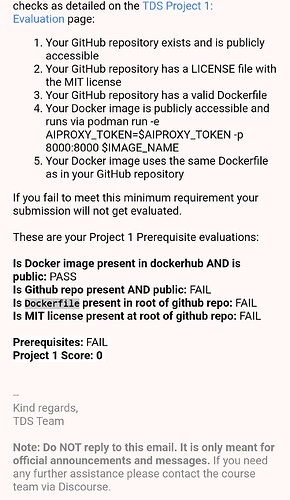 checks as detailed on the TDS Project 1:
Evaluation page:
1. Your GitHub repository exists and is publicly
accessible
2. Your GitHub repository has a LICENSE file with
the MIT license
3. Your GitHub repository has a valid Dockerfile
4. Your Docker image is publicly accessible and
runs via podman run -e
AIPROXY_TOKEN=$AIPROXY_TOKEN -p
8000:8000 $IMAGE_NAME
5. Your Docker image uses the same Dockerfile
as in your GitHub repository
If you fail to meet this minimum requirement your
submission will not get evaluated.
These are your Project 1 Prerequisite evaluations:
Is Docker image present in dockerhub AND is
public: PASS
Is Github repo present AND public: FAIL
Is Dockerfile present in root of github repo: FAIL
Is MIT license present at root of github repo: FAIL
Prerequisites: FAIL
Project 1 Score: 0
--
Kind regards,
TDS Team
Note: Do NOT reply to this email. It is only meant for
official announcements and messages. If you need
any further assistance please contact the course
team via Discourse.